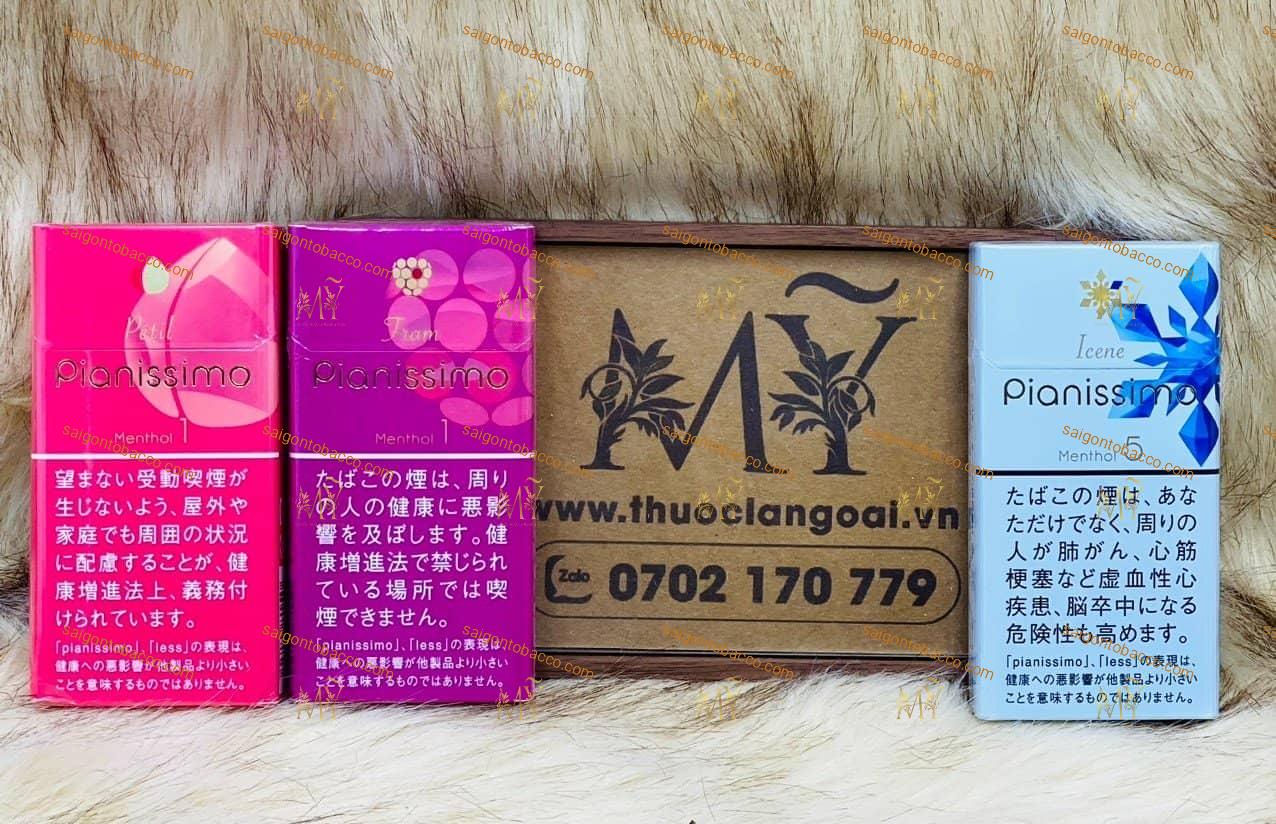 saigontobacco.com
Pétil
Pianissimo
Menthol 1
望まない受動喫煙が
生じないよう、屋外や
家庭でも周囲の状況
に配慮することが、健
康増進法上、義務付
けられています。
「pianissimo」、「less」の表現は、
健康への悪影響が他製品より小さい
ことを意味するものではありません。
Fram
Pianissimo
Menthol 1
たばこの煙は、周り
の人の健康に悪影
響を及ぼします。健
康増進法で禁じられ
ている場所では喫
煙できません。
「pianissimo」、「less」の表現は、
健康への悪影響が他製品より小さい
ことを意味するものではありません。
MỸ
www.thuoclangoai.vn
Zalo 0702 170 779
Icene
Pianissimo
Menthol 5
たばこの煙は、あな
ただけでなく、周りの
人が肺がん、心筋
梗塞など虚血性心
疾患、脳卒中になる
危険性も高めます。
「pianissimo」、「less」の表現は、
健康への悪影響が他製品より小さい
ことを意味するものではありません。